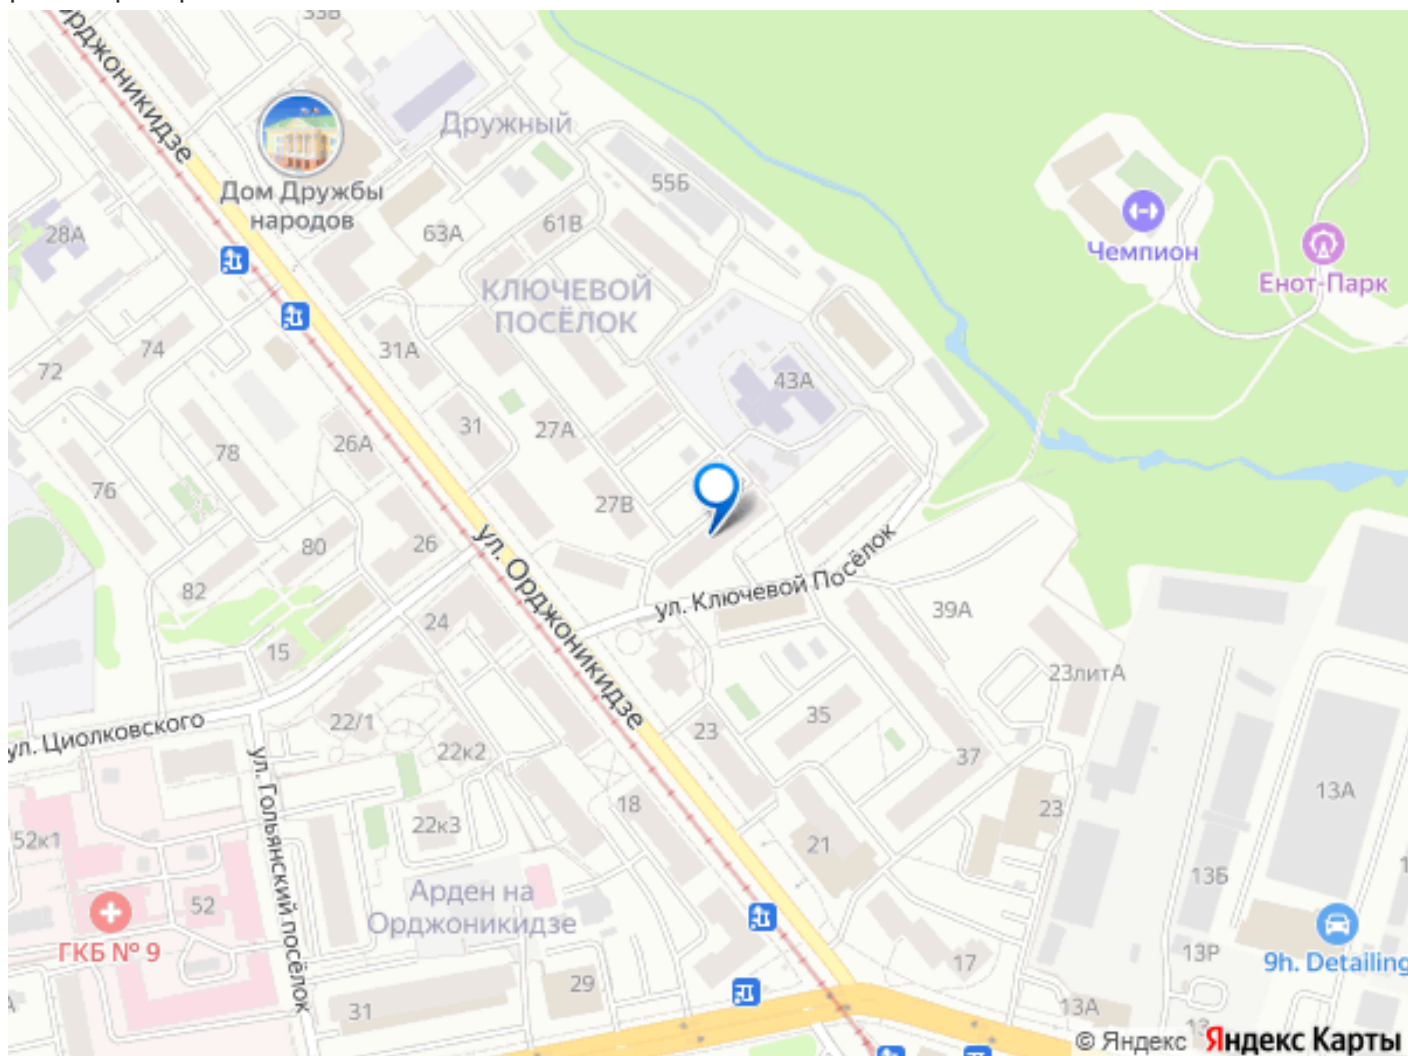 33Б
Орджоникидзе
Дружный
Дом Дружбы
народов
55Б
61В
63А
28А
Чемпион
Енот-Парк
КЛЮЧЕВОЙ
ПОСЁЛОК
31А
74
72
43А
31
27А
26А
78
76
27В
26
80
82
ул. Орджоникидзе
ул. Ключевой Посёлок
39А
24
15
23литА
22/1
ул. Циолковского
22к2
23
35
37
ул. Гольянский посёлок
18
22к3
23
13А
52к1
21
13Б
52
Арден на
Орджоникидзе
ГКБ № 9
17
13Р
9h. Detailing
29
31
13А
© Яндекс Яндекс Карты